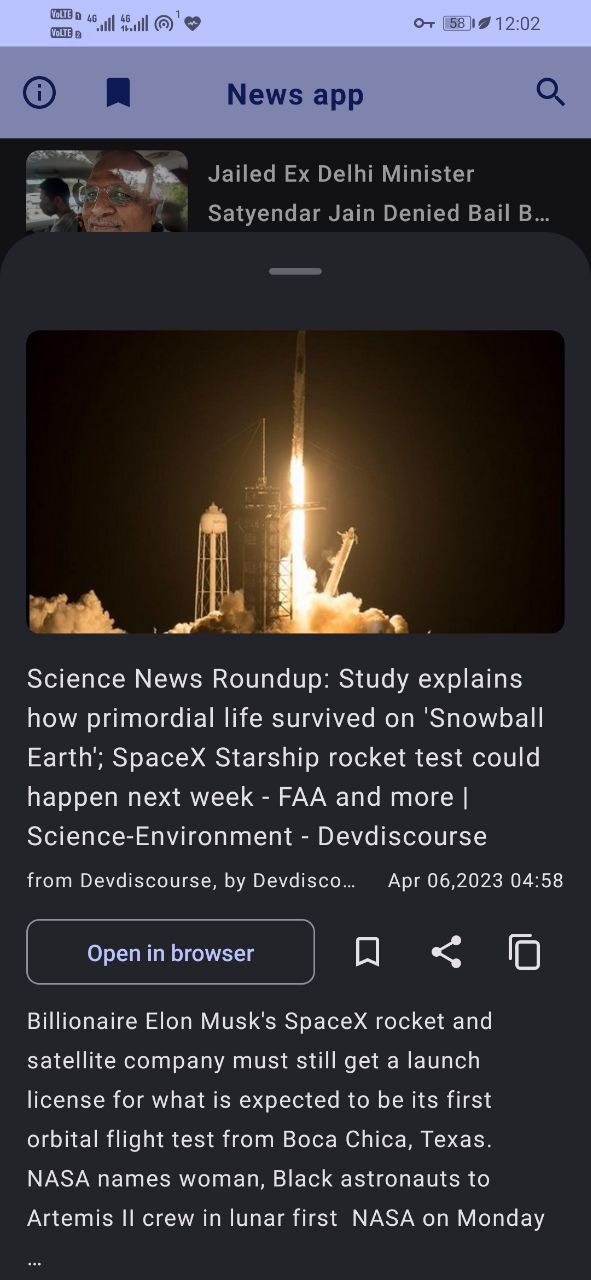 VoLTE 1 4G 4G 1 58 12:02
VoLTE 2
News app
Jailed Ex Delhi Minister
Satyendar Jain Denied Bail B...
Science News Roundup: Study explains
how primordial life survived on 'Snowball
Earth'; SpaceX Starship rocket test could
happen next week - FAA and more |
Science-Environment - Devdiscourse
from Devdiscourse, by Devdisco... Apr 06,2023 04:58
Open in browser
Billionaire Elon Musk's SpaceX rocket and
satellite company must still get a launch
license for what is expected to be its first
orbital flight test from Boca Chica, Texas.
NASA names woman, Black astronauts to
Artemis II crew in lunar first  NASA on Monday
...